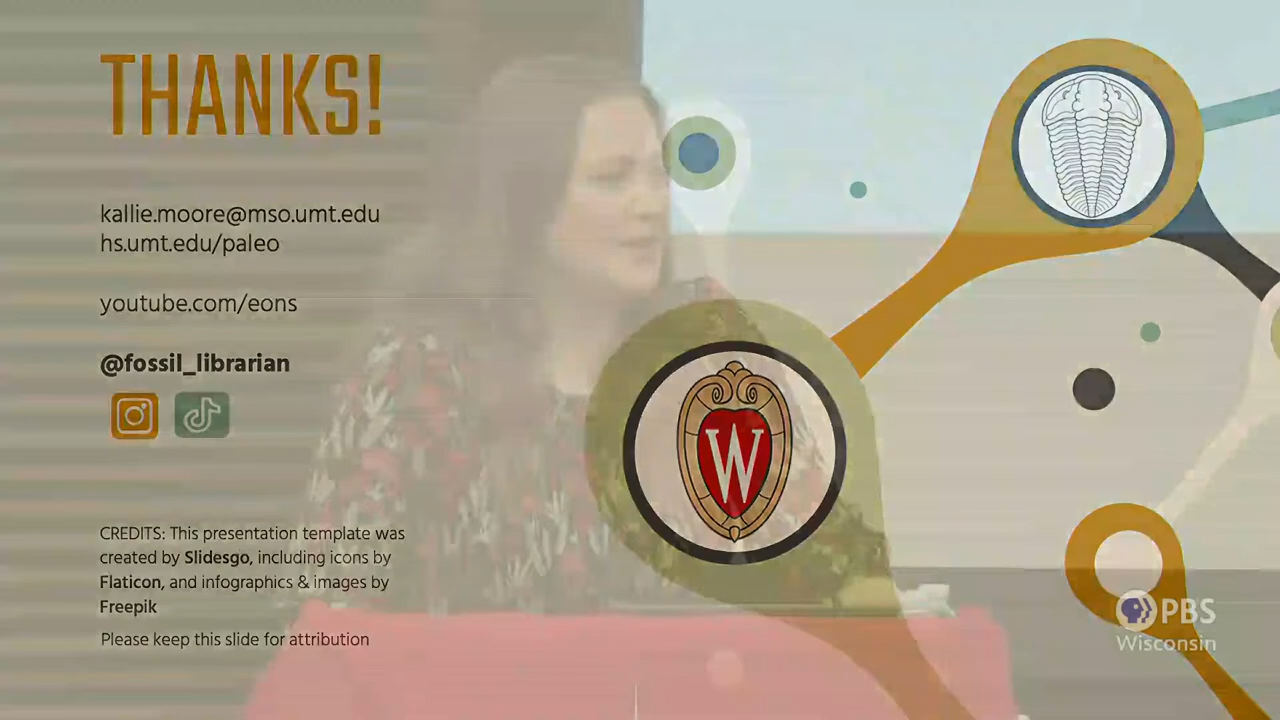 THANKS!
kallie.moore@mso.umt.edu
hs.umt.edu/paleo
youtube.com/eons
@fossil_librarian
CREDITS: This presentation template was
created by Slidesgo, including icons by
Flaticon, and infographics & images by
Freepik
Please keep this slide for attribution
W
PBS
Wisconsin